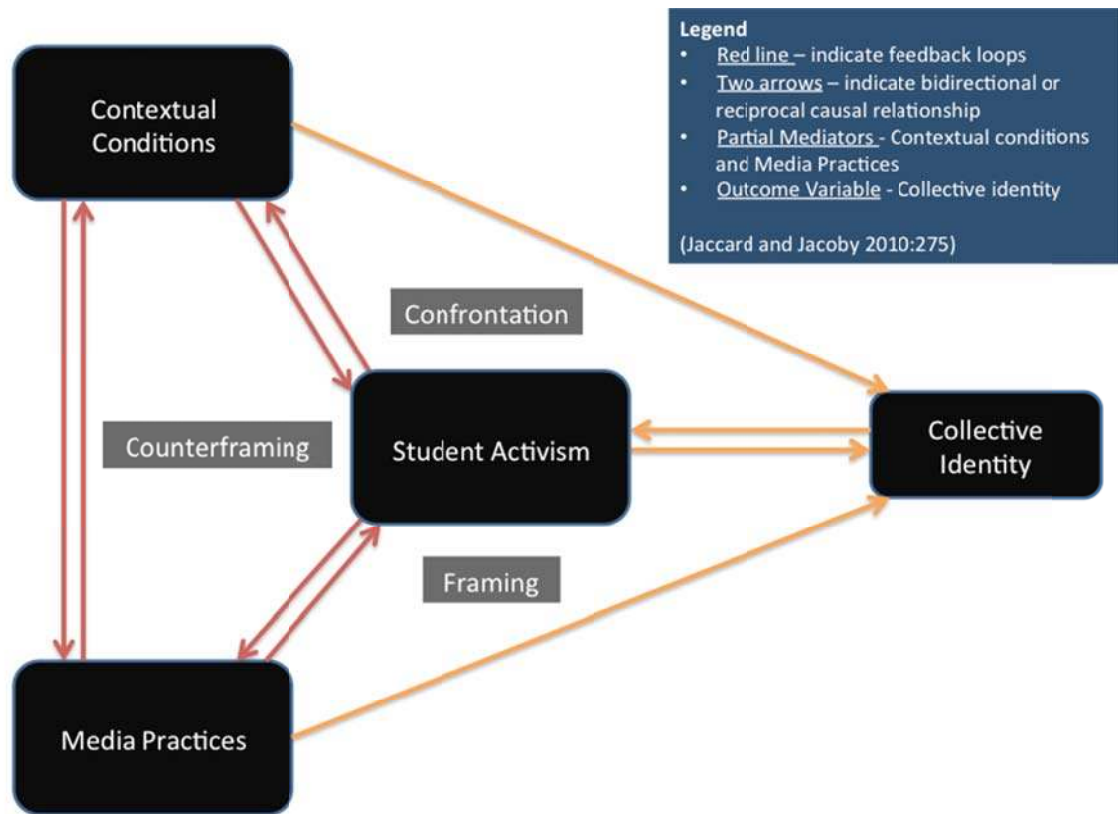 Legend
• Red line – indicate feedback loops
• Two arrows – indicate bidirectional or
reciprocal causal relationship
• Partial Mediators - Contextual conditions
and Media Practices
• Outcome Variable - Collective identity
(Jaccard and Jacoby 2010:275)
Contextual
Conditions
Confrontation
Counterframing
Student Activism
Collective
Identity
Framing
Media Practices